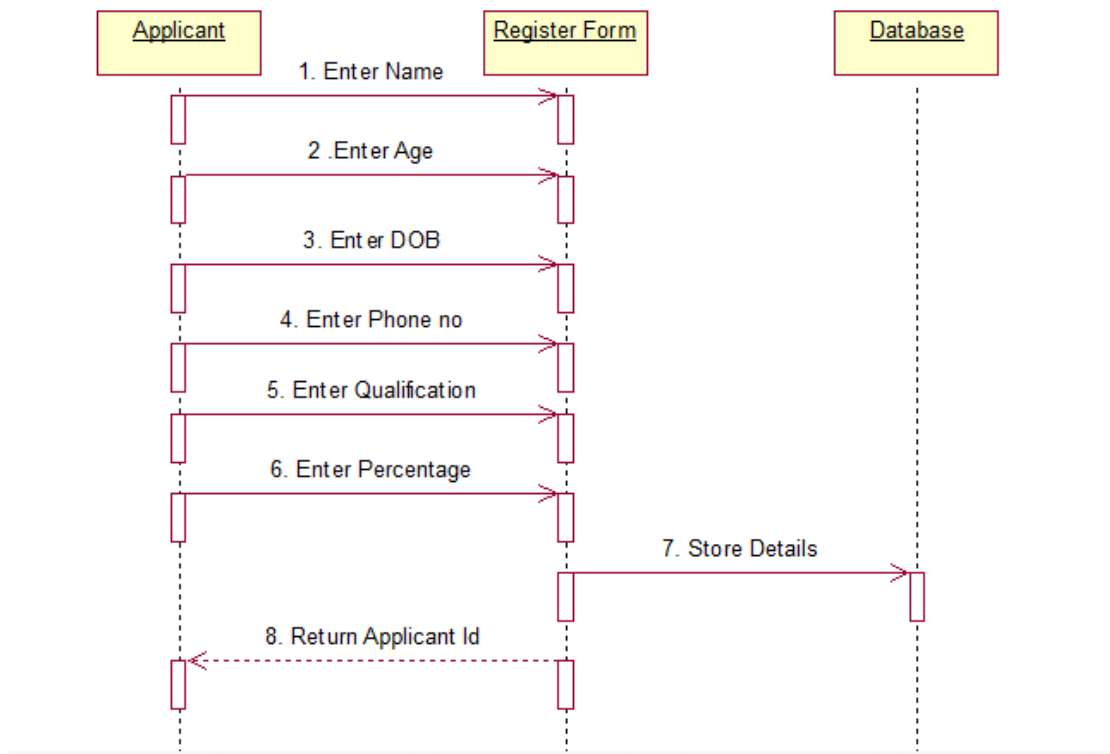 Applicant
Register Form
Database
1. Enter Name
2 .Enter Age
3. Enter DOB
4. Enter Phone no
5. Enter Qualification
6. Enter Percentage
7. Store Details
8. Return Applicant Id